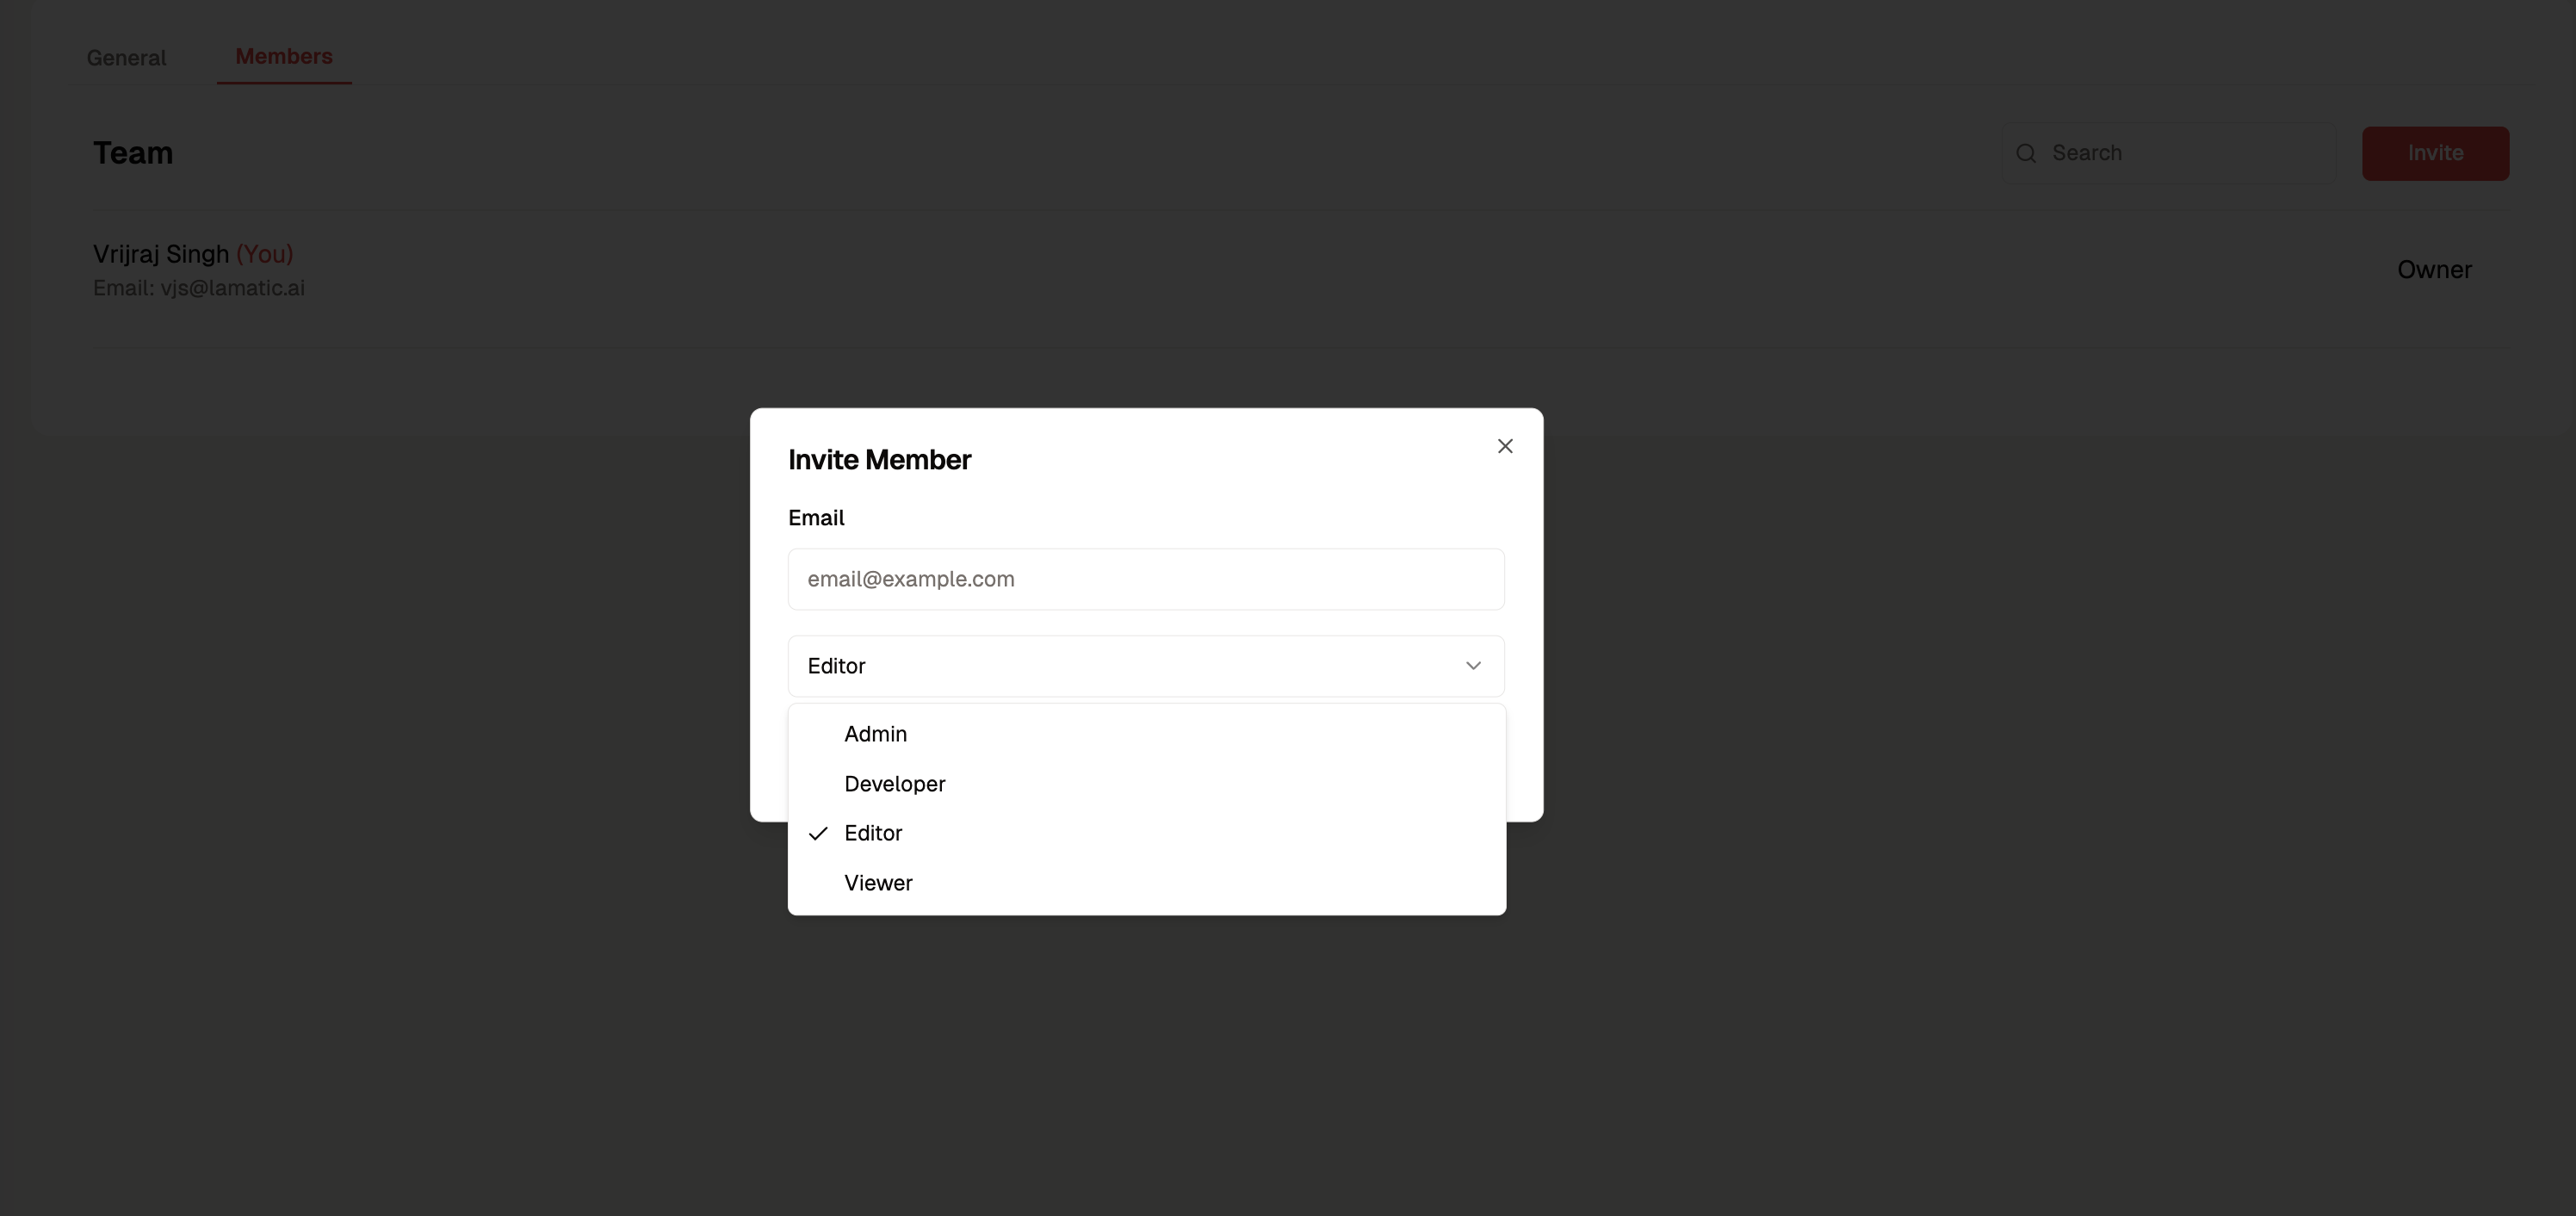 General
Members
Team
Search
Invite
Vrijraj Singh (You)
Email: vjs@lamatic.ai
Owner
Invite Member
Email
email@example.com
Editor
Admin
Developer
Editor
Viewer